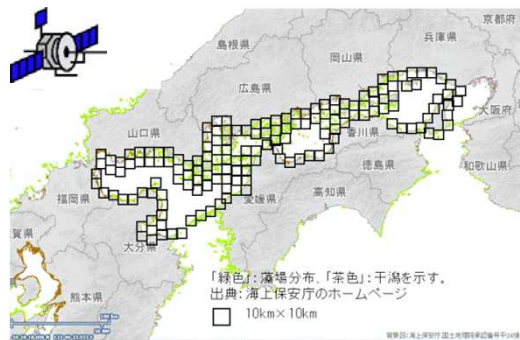 京都府
兵庫県
島根県
岡山県
広島県
大阪府
山口県
香川県
徳島県
和歌山県
福岡県
愛媛県
高知県
大分県
賀県
熊本県
「緑色」:藻場分布、「茶色」:干潟を示す。
出典:海上保安庁のホームページ
10km×10km